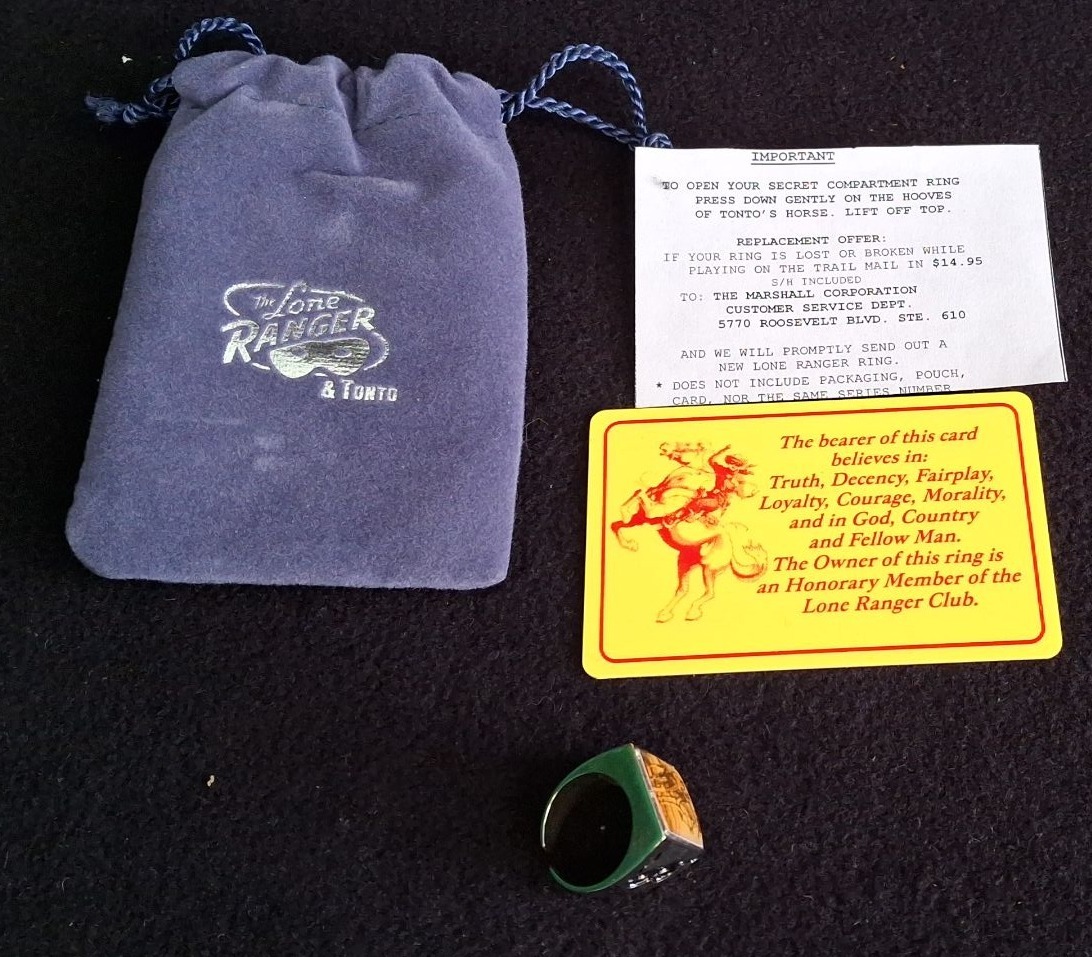 The Lone
RANGER
& TONTO
IMPORTANT
TO OPEN YOUR SECRET COMPARTMENT RING
PRESS DOWN GENTLY ON THE HOOVES
OF TONTO'S HORSE. LIFT OFF TOP.
REPLACEMENT OFFER:
IF YOUR RING IS LOST OR BROKEN WHILE
PLAYING ON THE TRAIL MAIL IN $14.95
S/H INCLUDED
TO: THE MARSHALL CORPORATION
CUSTOMER SERVICE DEPT.
5770 ROOSEVELT BLVD. STE. 610
AND WE WILL PROMPTLY SEND OUT A
NEW LONE RANGER RING.
* DOES NOT INCLUDE PACKAGING, POUCH,
CARD, NOR THE SAME SERIES NUMBER
The bearer of this card
believes in:
Truth, Decency, Fairplay,
Loyalty, Courage, Morality,
and in God, Country
and Fellow Man.
The Owner of this ring is
an Honorary Member of the
Lone Ranger Club.